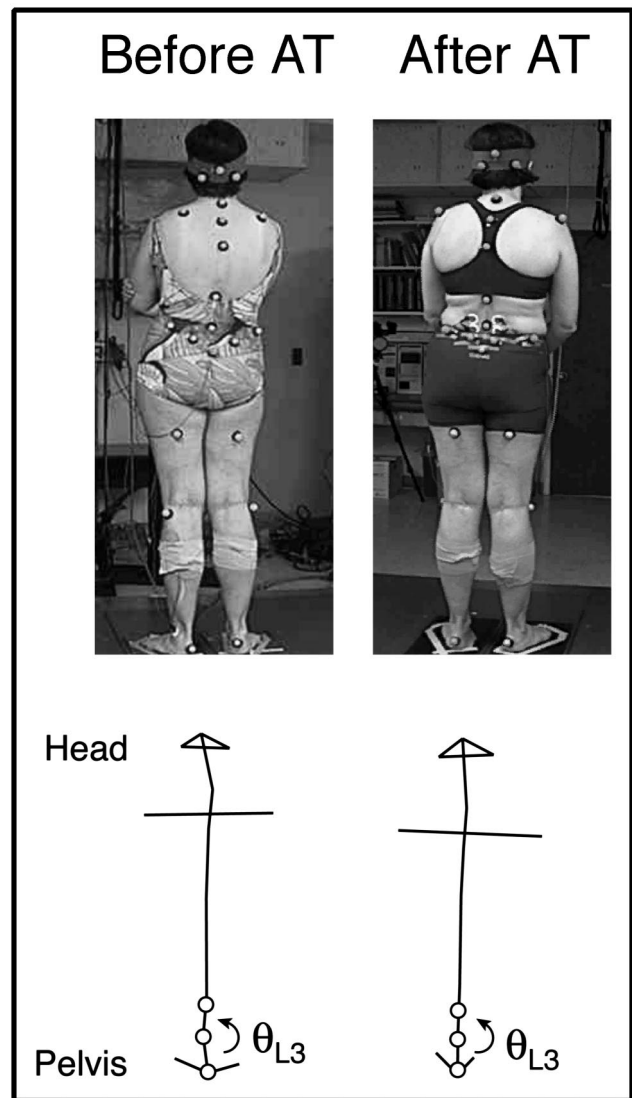 Before AT
After AT
Head
θL3
θL3
Pelvis